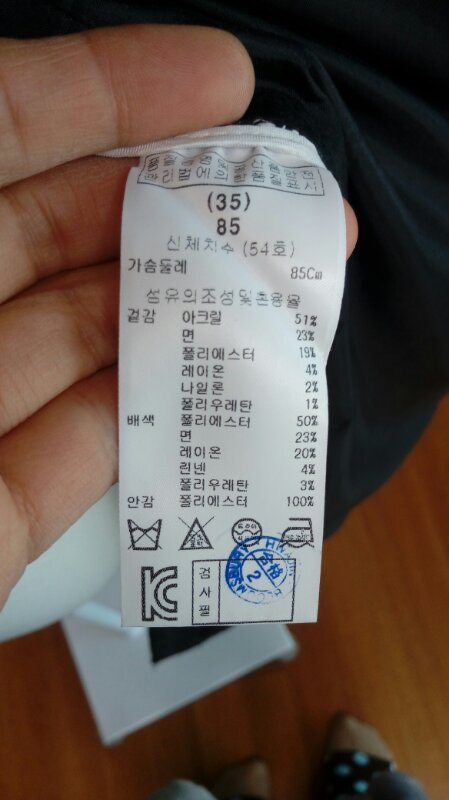 (35)
85
신체치수 (54호)
가슴둘레 85Cm
섬유의조성및혼용율
겉감 아크릴 51%
면 23%
폴리에스터 19%
레이온 4%
나일론 2%
폴리우레탄 1%
배색 폴리에스터 50%
면 23%
레이온 20%
린넨 4%
폴리우레탄 3%
안감 폴리에스터 100%
검사필
合格
2